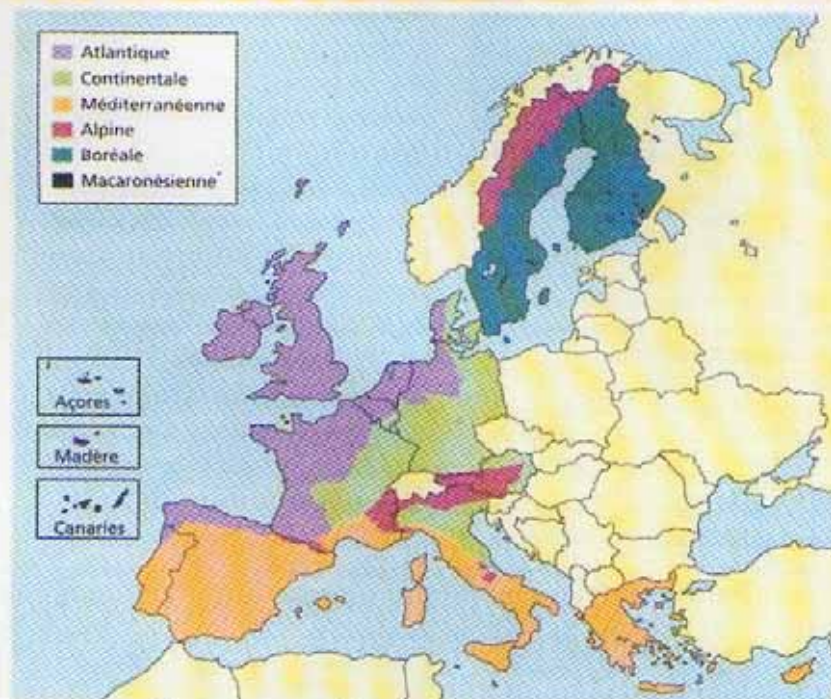 Atlantique
Continentale
Méditerranéenne
Alpine
Boréale
Macaronésienne*
Açores
Madère
Canaries